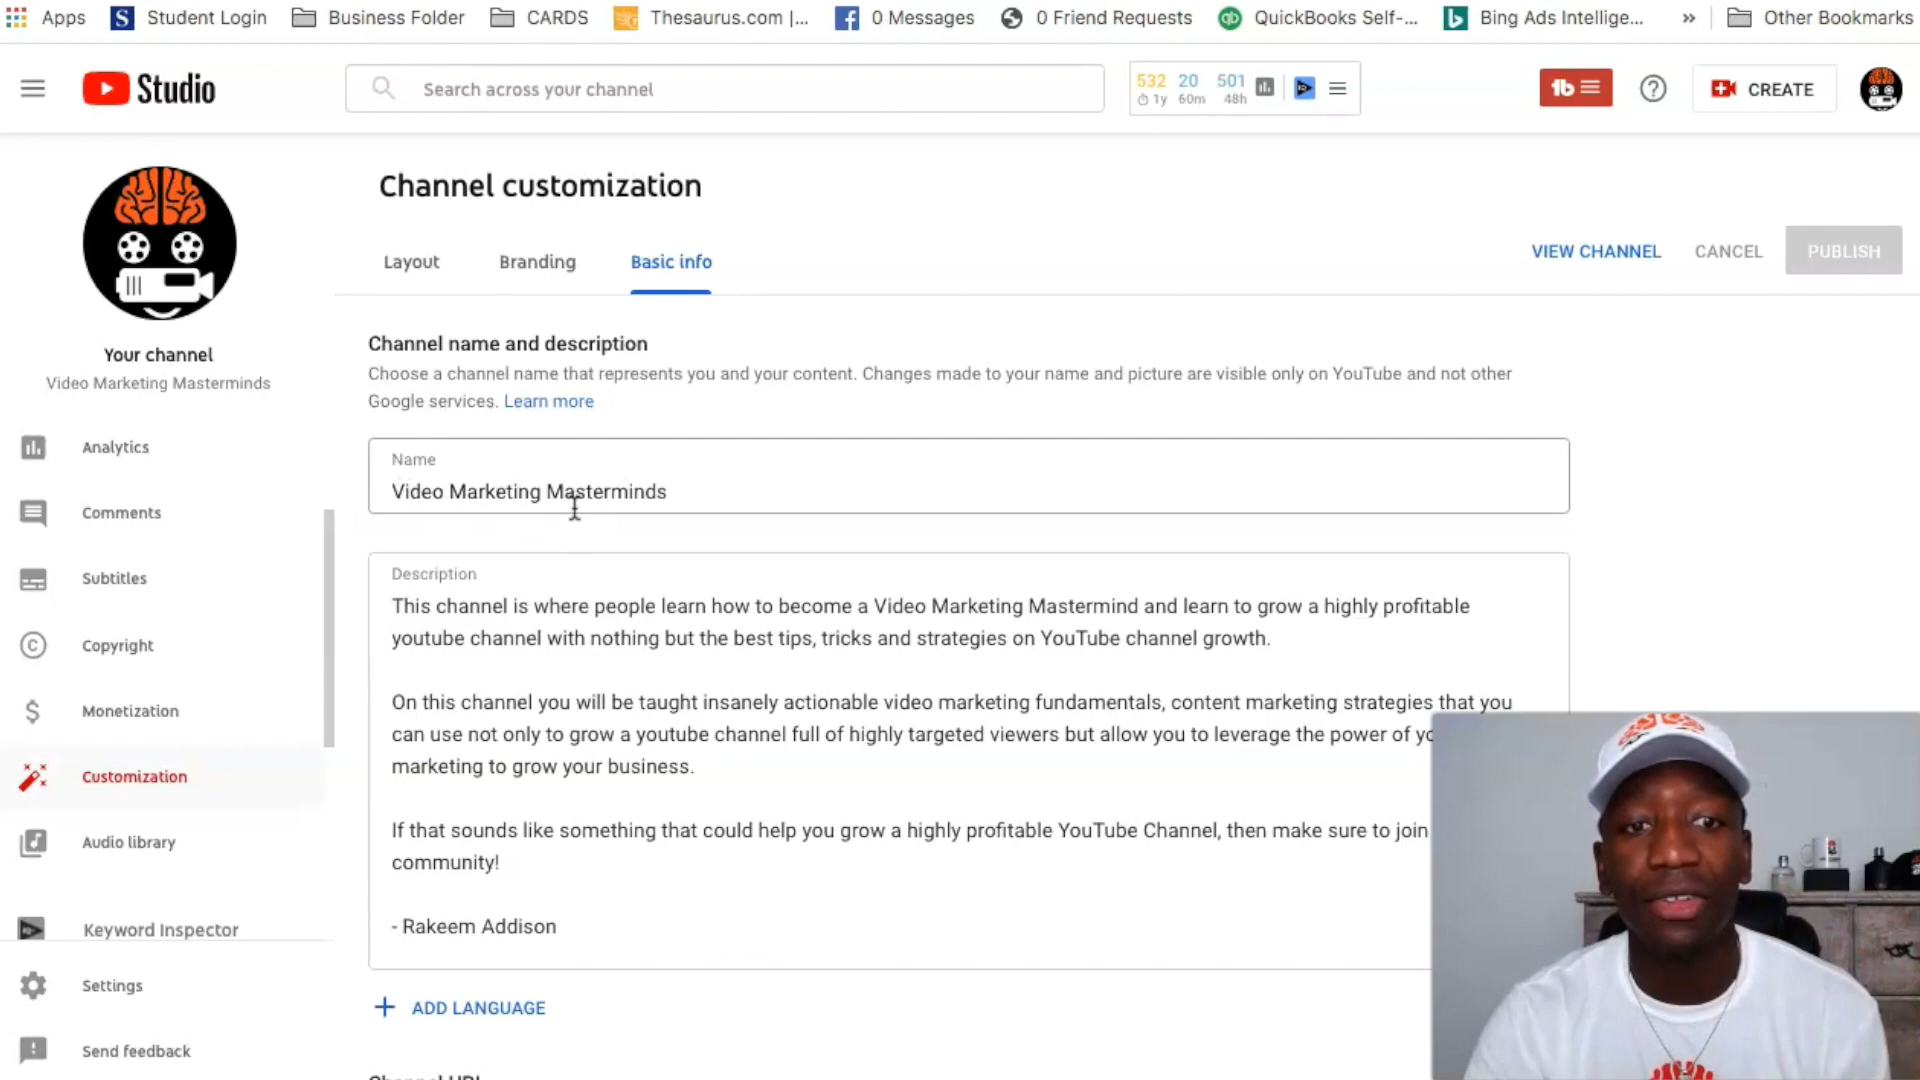 Apps
Student Login
Business Folder
CARDS
Thesaurus.com |...
0 Messages
0 Friend Requests
QuickBooks Self-...
Bing Ads Intellige...
»
Other Bookmarks
Studio
Search across your channel
532 20 501
1y 60m 48h
CREATE
Channel customization
Layout
Branding
Basic info
VIEW CHANNEL
CANCEL
PUBLISH
Your channel
Video Marketing Masterminds
Analytics
Comments
Subtitles
Copyright
Monetization
Customization
Audio library
Keyword Inspector
Settings
Send feedback
Channel name and description
Choose a channel name that represents you and your content. Changes made to your name and picture are visible only on YouTube and not other
Google services. Learn more
Name
Video Marketing Masterminds
Description
This channel is where people learn how to become a Video Marketing Mastermind and learn to grow a highly profitable
youtube channel with nothing but the best tips, tricks and strategies on YouTube channel growth.
On this channel you will be taught insanely actionable video marketing fundamentals, content marketing strategies that you
can use not only to grow a youtube channel full of highly targeted viewers but allow you to leverage the power of
marketing to grow your business.
If that sounds like something that could help you grow a highly profitable YouTube Channel, then make sure to join
community!
- Rakeem Addison
+ ADD LANGUAGE